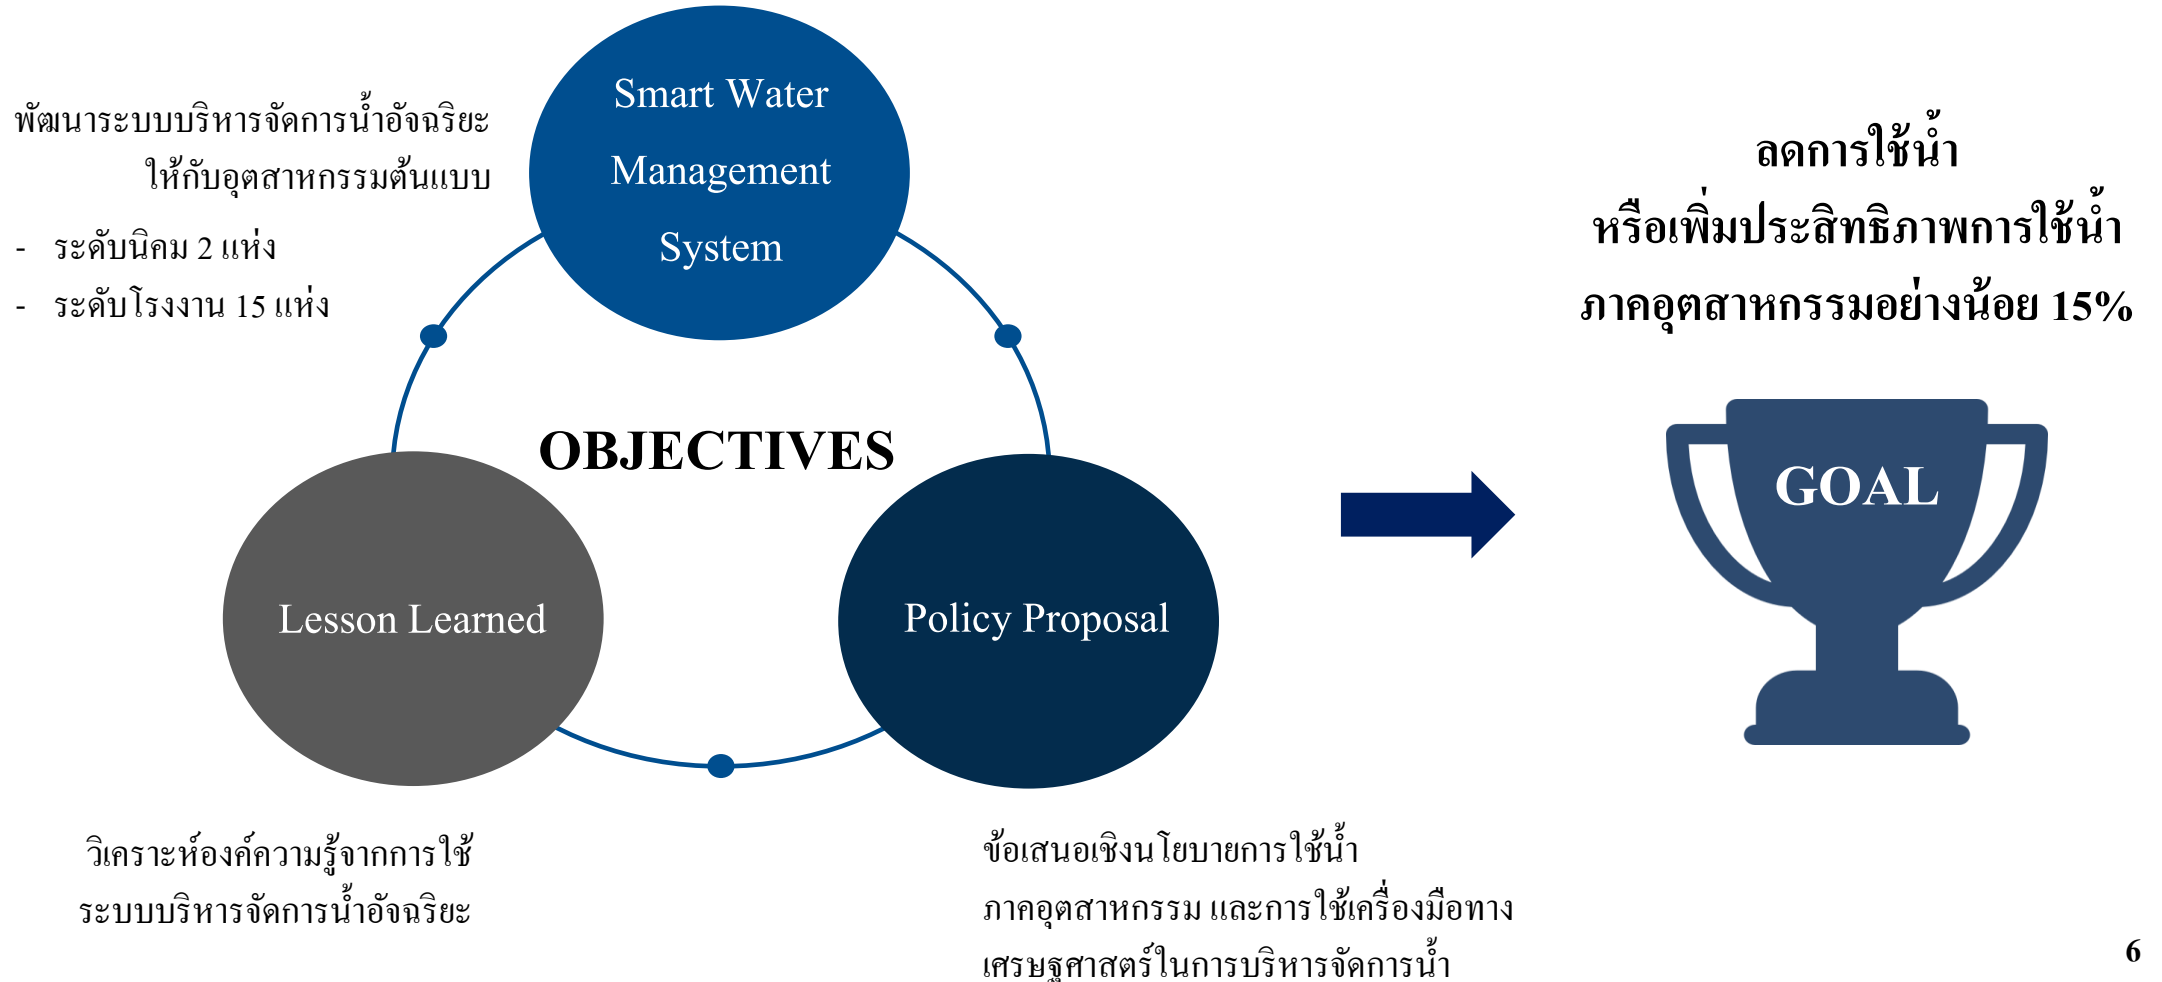 Smart Water
Management
System
พัฒนาระบบบริหารจัดการน้ำอัจฉริยะ
ให้กับอุตสาหกรรมต้นแบบ
- ระดับนิคม 2 แห่ง
- ระดับโรงงาน 15 แห่ง
OBJECTIVES
Lesson Learned
Policy Proposal
วิเคราะห์องค์ความรู้จากการใช้
ระบบบริหารจัดการน้ำอัจฉริยะ
ข้อเสนอเชิงนโยบายการใช้น้ำ
ภาคอุตสาหกรรม และการใช้เครื่องมือทาง
เศรษฐศาสตร์ในการบริหารจัดการน้ำ
ลดการใช้น้ำ
หรือเพิ่มประสิทธิภาพการใช้น้ำ
ภาคอุตสาหกรรมอย่างน้อย 15%
GOAL
6